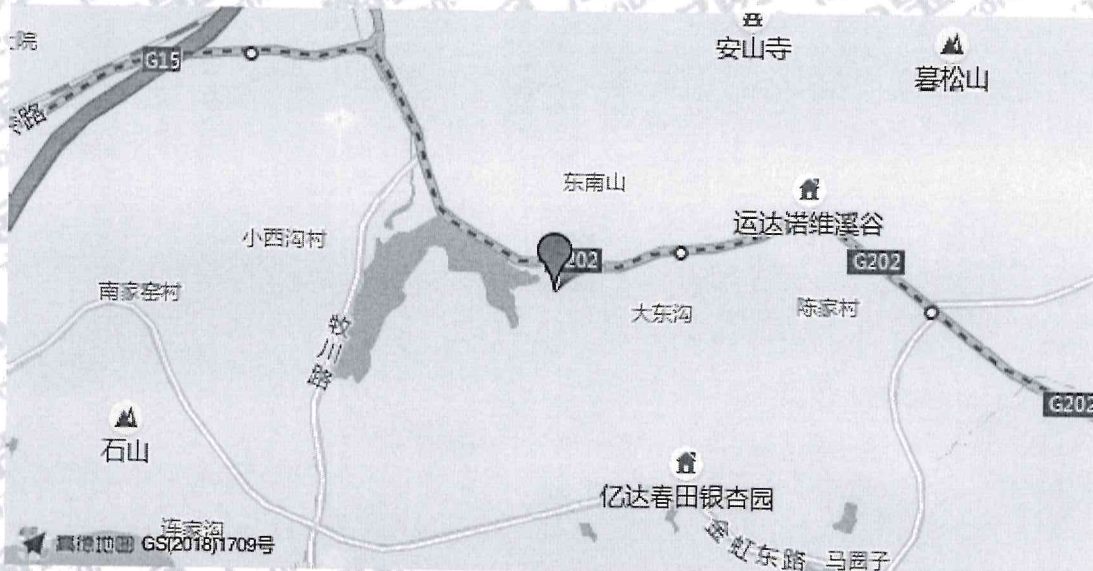 院
安山寺
暮松山
G15
东南山
运达诺维溪谷
小西沟村
202
G202
南家窑村
大东沟
陈家村
牧川路
G202
石山
亿达春田银杏园
连家沟
高德地图 GS(2018)1709号
金虹东路
马圈子